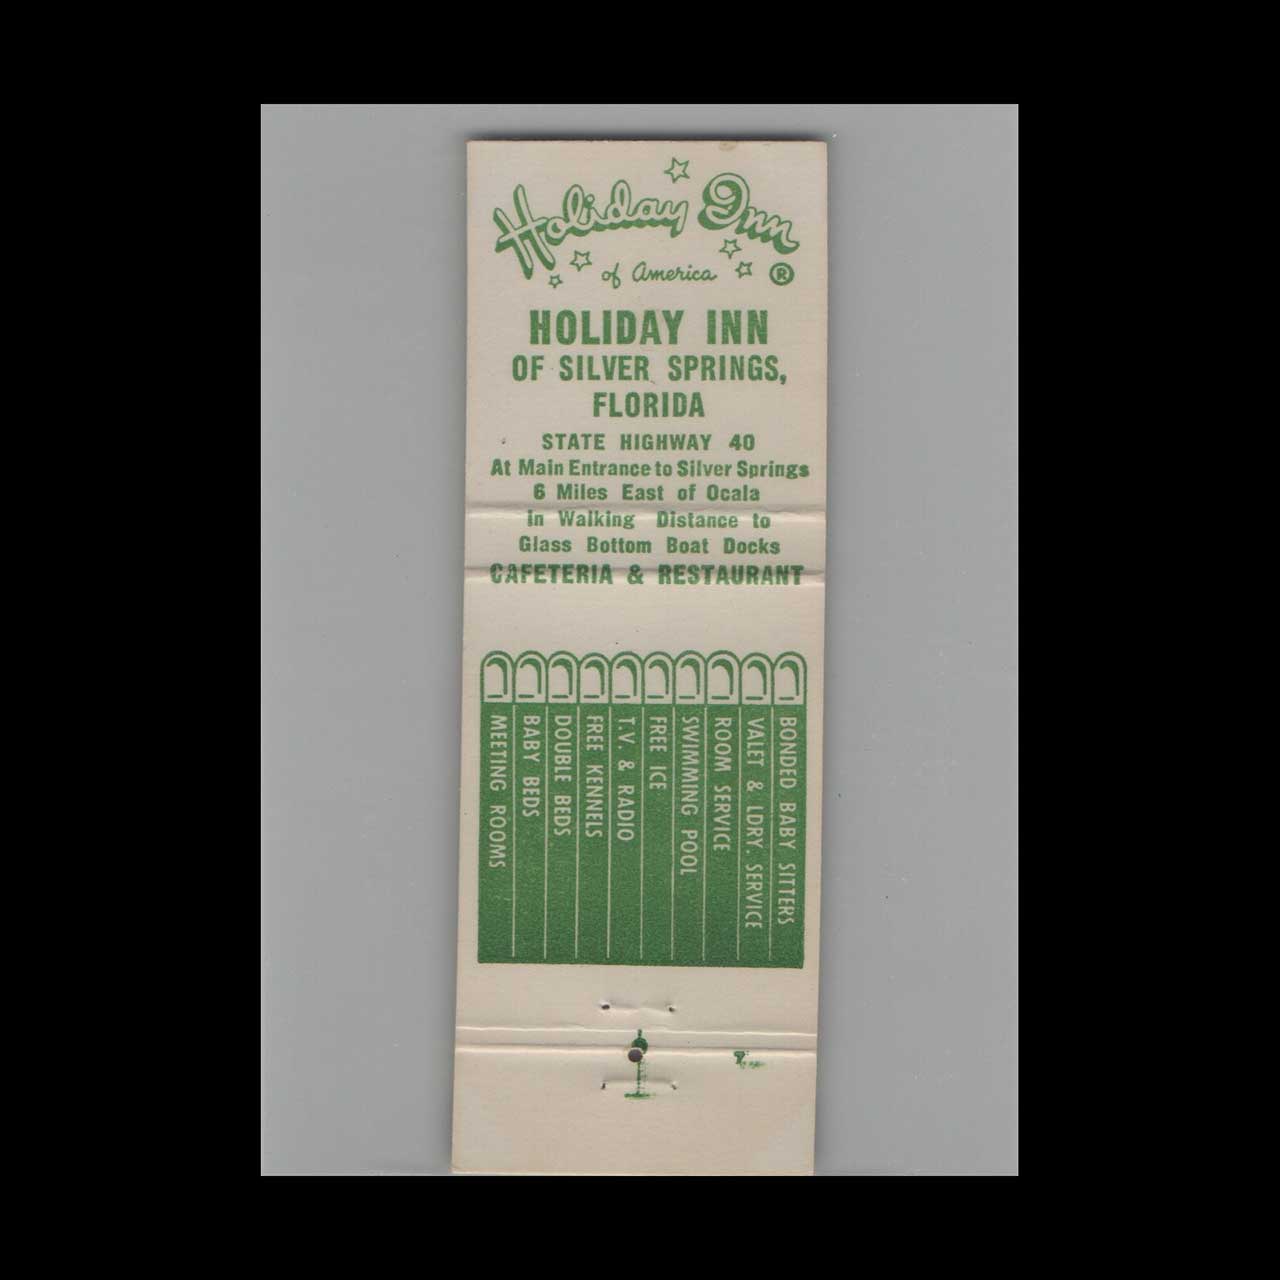 Holiday Inn
of America ®
HOLIDAY INN
OF SILVER SPRINGS,
FLORIDA
STATE HIGHWAY 40
At Main Entrance to Silver Springs
6 Miles East of Ocala
in Walking Distance to
Glass Bottom Boat Docks
CAFETERIA & RESTAURANT
BONDED BABY SITTERS
VALET & LDRY. SERVICE
ROOM SERVICE
SWIMMING POOL
FREE ICE
T.V. & RADIO
FREE KENNELS
DOUBLE BEDS
BABY BEDS
MEETING ROOMS